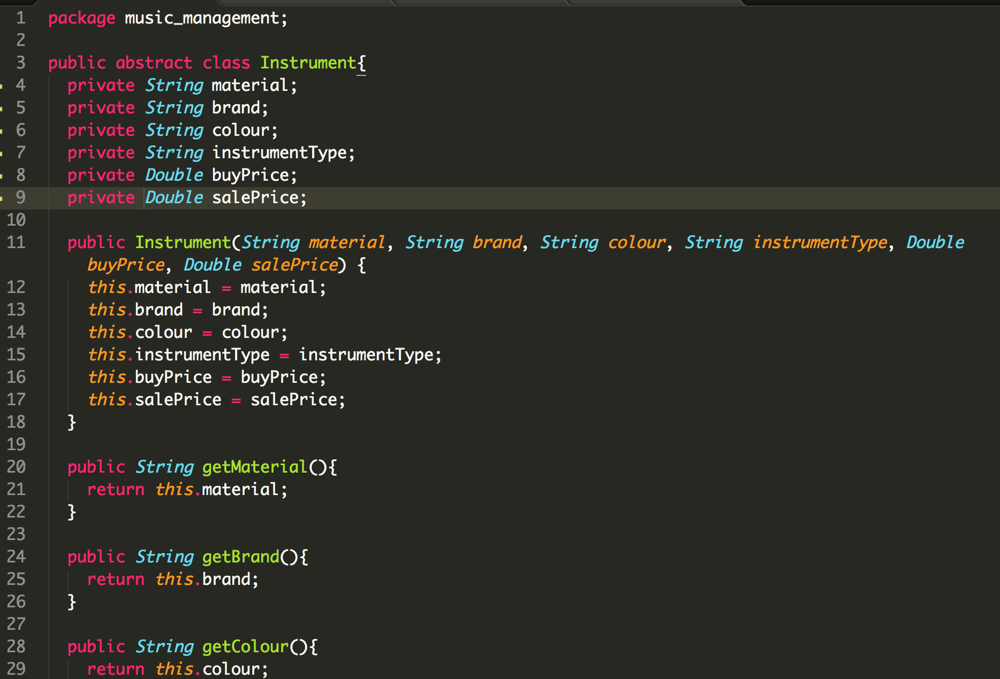 1 package music_management;
2
3 public abstract class Instrument{
4 private String material;
5 private String brand;
6 private String colour;
7 private String instrumentType;
8 private Double buyPrice;
9 private Double salePrice;
10
11 public Instrument(String material, String brand, String colour, String instrumentType, Double
buyPrice, Double salePrice) {
12 this.material = material;
13 this.brand = brand;
14 this.colour = colour;
15 this.instrumentType = instrumentType;
16 this.buyPrice = buyPrice;
17 this.salePrice = salePrice;
18 }
19
20 public String getMaterial(){
21 return this.material;
22 }
23
24 public String getBrand(){
25 return this.brand;
26 }
27
28 public String getColour(){
29 return this.colour;